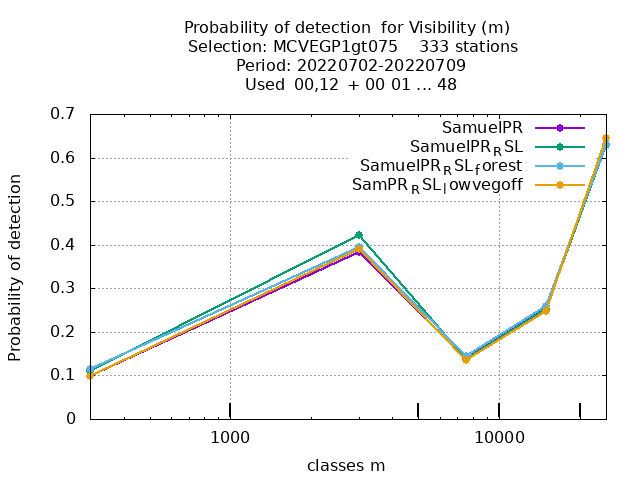 Probability of detection  for Visibility (m)
Selection: MCVEGP1gt075    333 stations
Period: 20220702-20220709
Used  00,12  + 00 01 ... 48
0.7
0.6
0.5
0.4
0.3
0.2
0.1
0
Probability of detection
SamuelPR
SamuelPR_RSL
SamuelPR_RSL_forest
SamPR_RSL_lowvegoff
1000
10000
classes m